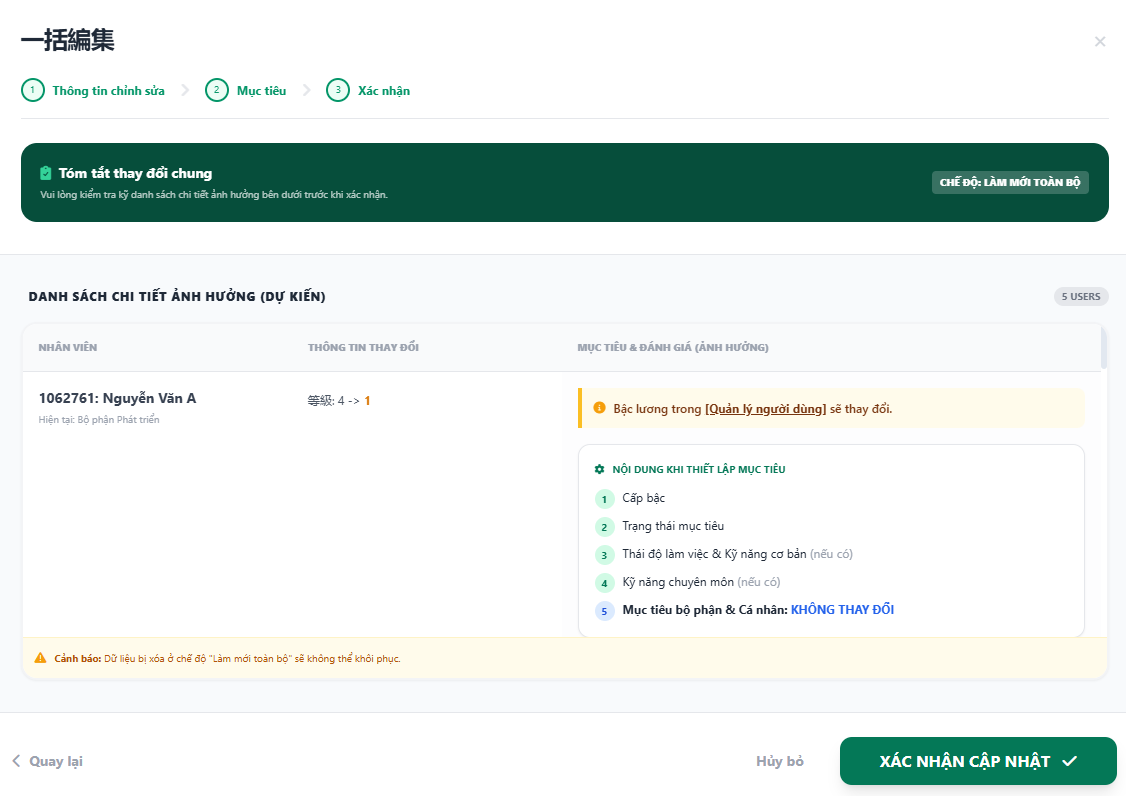 一括編集
1 Thông tin chỉnh sửa 2 Mục tiêu 3 Xác nhận
Tóm tắt thay đổi chung
Vui lòng kiểm tra kỹ danh sách chi tiết ảnh hưởng bên dưới trước khi xác nhận.
CHẾ ĐỘ: LÀM MỚI TOÀN BỘ
DANH SÁCH CHI TIẾT ẢNH HƯỞNG (DỰ KIẾN)
5 USERS
NHÂN VIÊN THÔNG TIN THAY ĐỔI MỤC TIÊU & ĐÁNH GIÁ (ẢNH HƯỞNG)
1062761: Nguyễn Văn A
Hiện tại: Bộ phận Phát triển
等級: 4 -> 1
Bậc lương trong [Quản lý người dùng] sẽ thay đổi.
NỘI DUNG KHI THIẾT LẬP MỤC TIÊU
1 Cấp bậc
2 Trạng thái mục tiêu
3 Thái độ làm việc & Kỹ năng cơ bản (nếu có)
4 Kỹ năng chuyên môn (nếu có)
5 Mục tiêu bộ phận & Cá nhân: KHÔNG THAY ĐỔI
Cảnh báo: Dữ liệu bị xóa ở chế độ "Làm mới toàn bộ" sẽ không thể khôi phục.
Quay lại
Hủy bỏ
XÁC NHẬN CẬP NHẬT